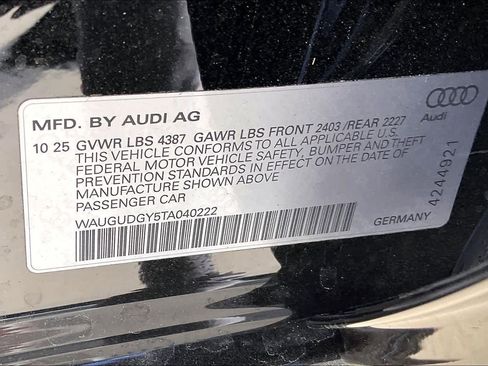 MFD. BY AUDI AG
10 25 GVWR LBS 4387 GAWR LBS FRONT 2403 /REAR 2227
THIS VEHICLE CONFORMS TO ALL APPLICABLE U.S.
FEDERAL MOTOR VEHICLE SAFETY, BUMPER AND THEFT
PREVENTION STANDARDS IN EFFECT ON THE DATE OF
MANUFACTURE SHOWN ABOVE
PASSENGER CAR
WAUGUDGY5TA040222
GERMANY
Audi
4244921